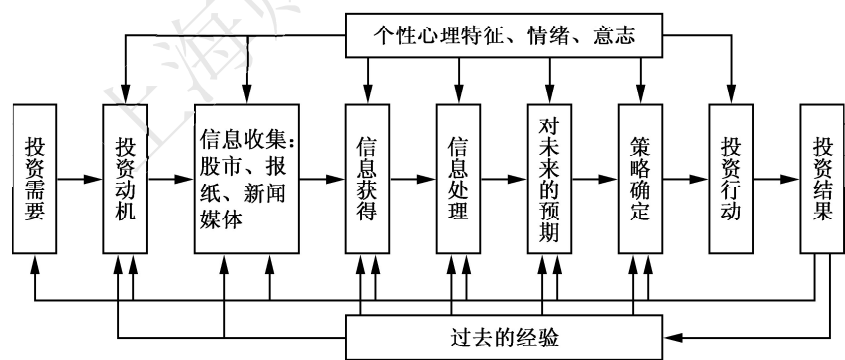 个性心理特征、情绪、意志
投资需要
投资动机
信息收集：
股市、报
纸、新闻
媒体
信息获得
信息处理
对未来的预期
策略确定
投资行动
投资结果
过去的经验
上海财